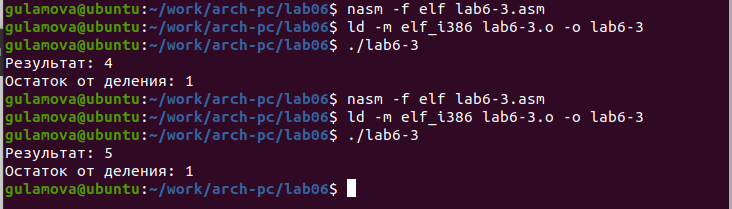 gulamova@ubuntu:~/work/arch-pc/lab06$ nasm -f elf lab6-3.asm
gulamova@ubuntu:~/work/arch-pc/lab06$ ld -m elf_i386 lab6-3.o -o lab6-3
gulamova@ubuntu:~/work/arch-pc/lab06$ ./lab6-3
Результат: 4
Остаток от деления: 1
gulamova@ubuntu:~/work/arch-pc/lab06$ nasm -f elf lab6-3.asm
gulamova@ubuntu:~/work/arch-pc/lab06$ ld -m elf_i386 lab6-3.o -o lab6-3
gulamova@ubuntu:~/work/arch-pc/lab06$ ./lab6-3
Результат: 5
Остаток от деления: 1
gulamova@ubuntu:~/work/arch-pc/lab06$